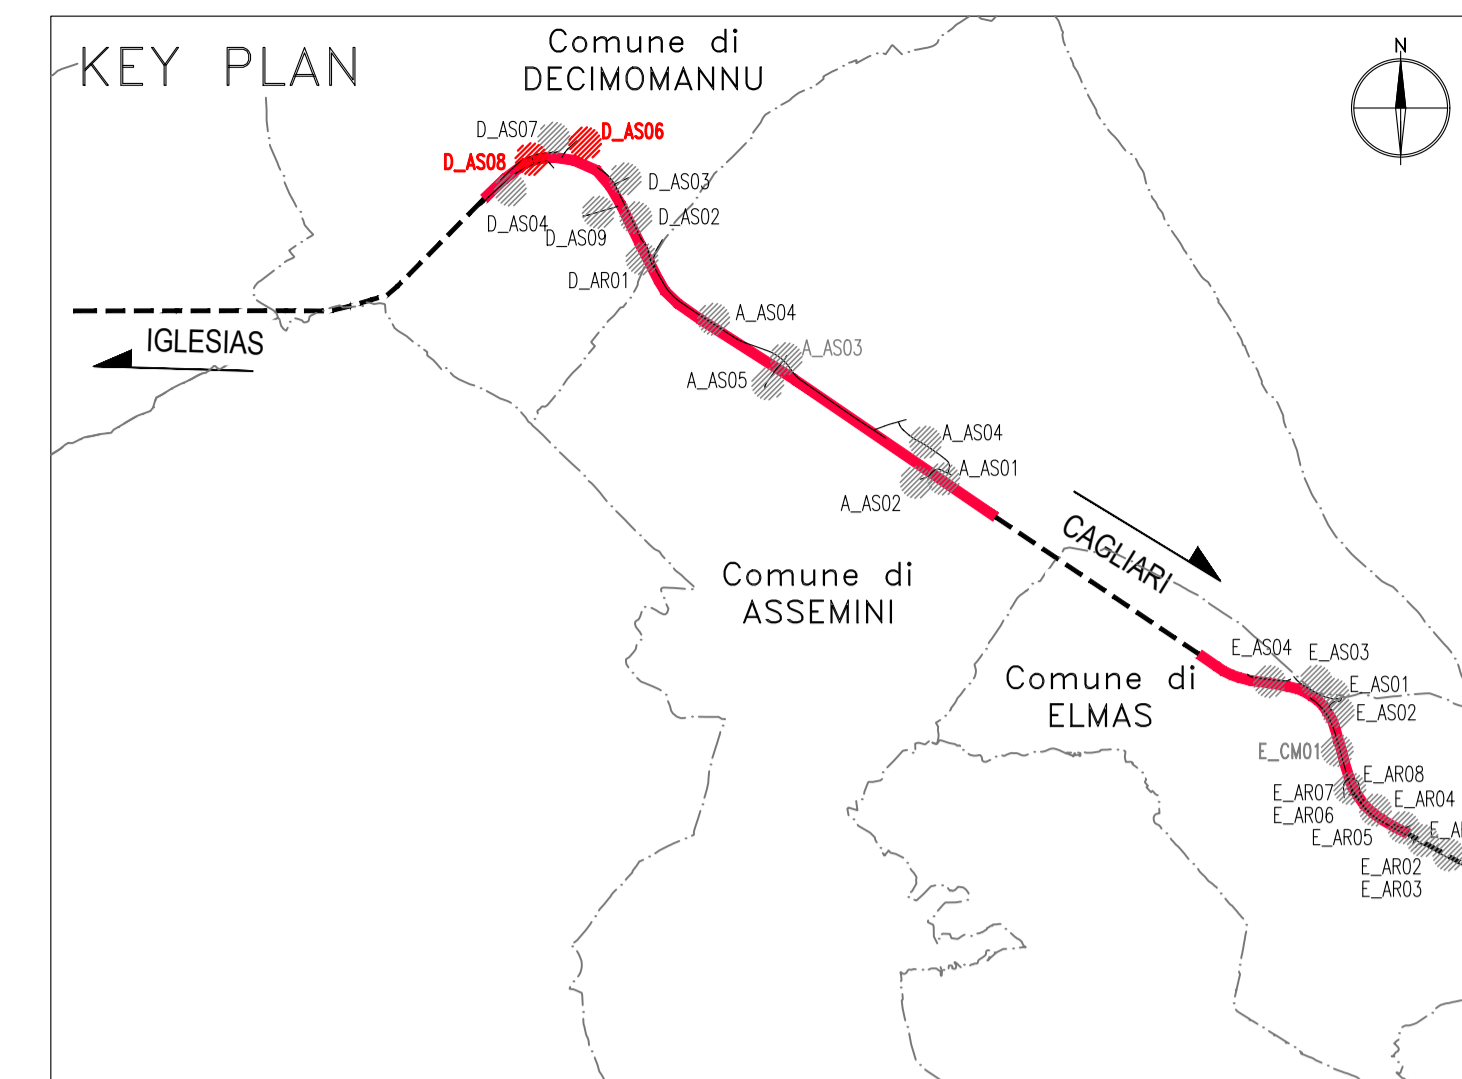 KEY PLAN
Comune di
DECIMOMANNU
N
D_AS07
D_AS06
D_AS08
D_AS03
D_AS04
D_AS02
D_AS09
D_AR01
IGLESIAS
A_AS04
A_AS03
A_AS05
A_AS04
A_AS01
A_AS02
CAGLIARI
Comune di
ASSEMINI
Comune di
ELMAS
E_AS04
E_AS03
E_AS01
E_AS02
E_CM01
E_AR08
E_AR07
E_AR04
E_AR06
E_AR05
E_AR02
E_AR03